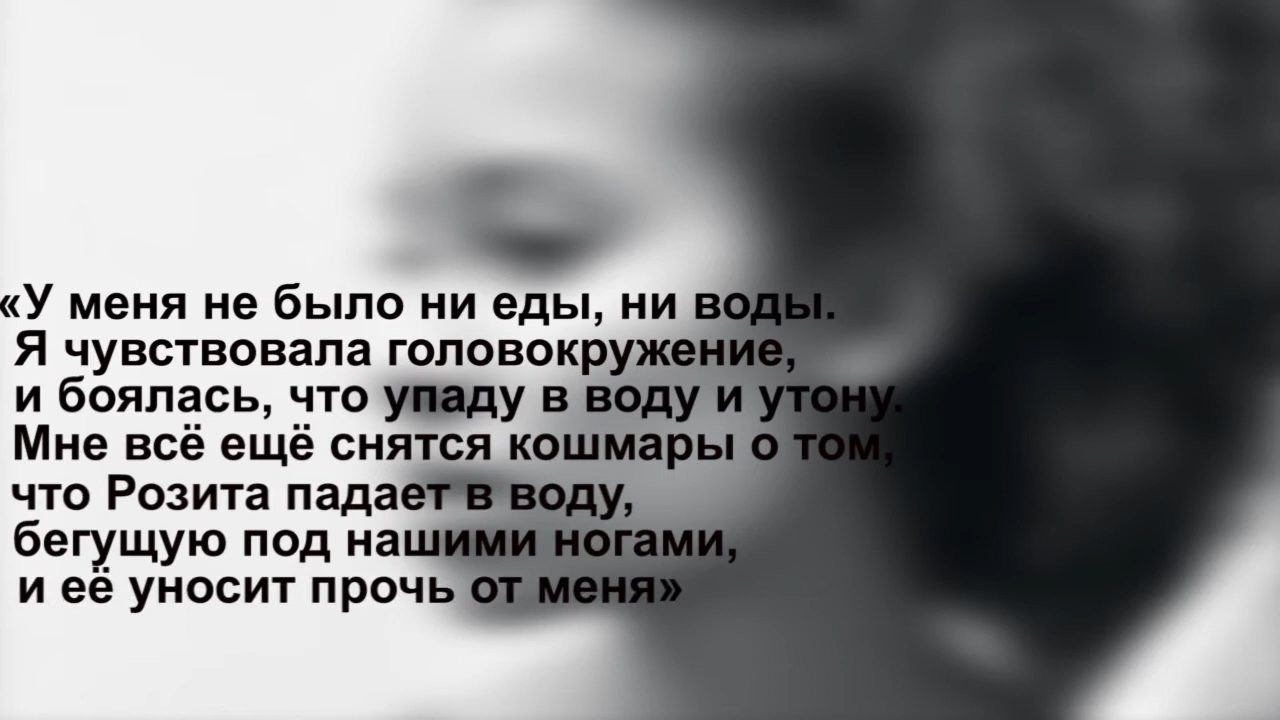 «У меня не было ни еды, ни воды.
Я чувствовала головокружение,
и боялась, что упаду в воду и утону.
Мне всё ещё снятся кошмары о том,
что Розита падает в воду,
бегущую под нашими ногами,
и её уносит прочь от меня»